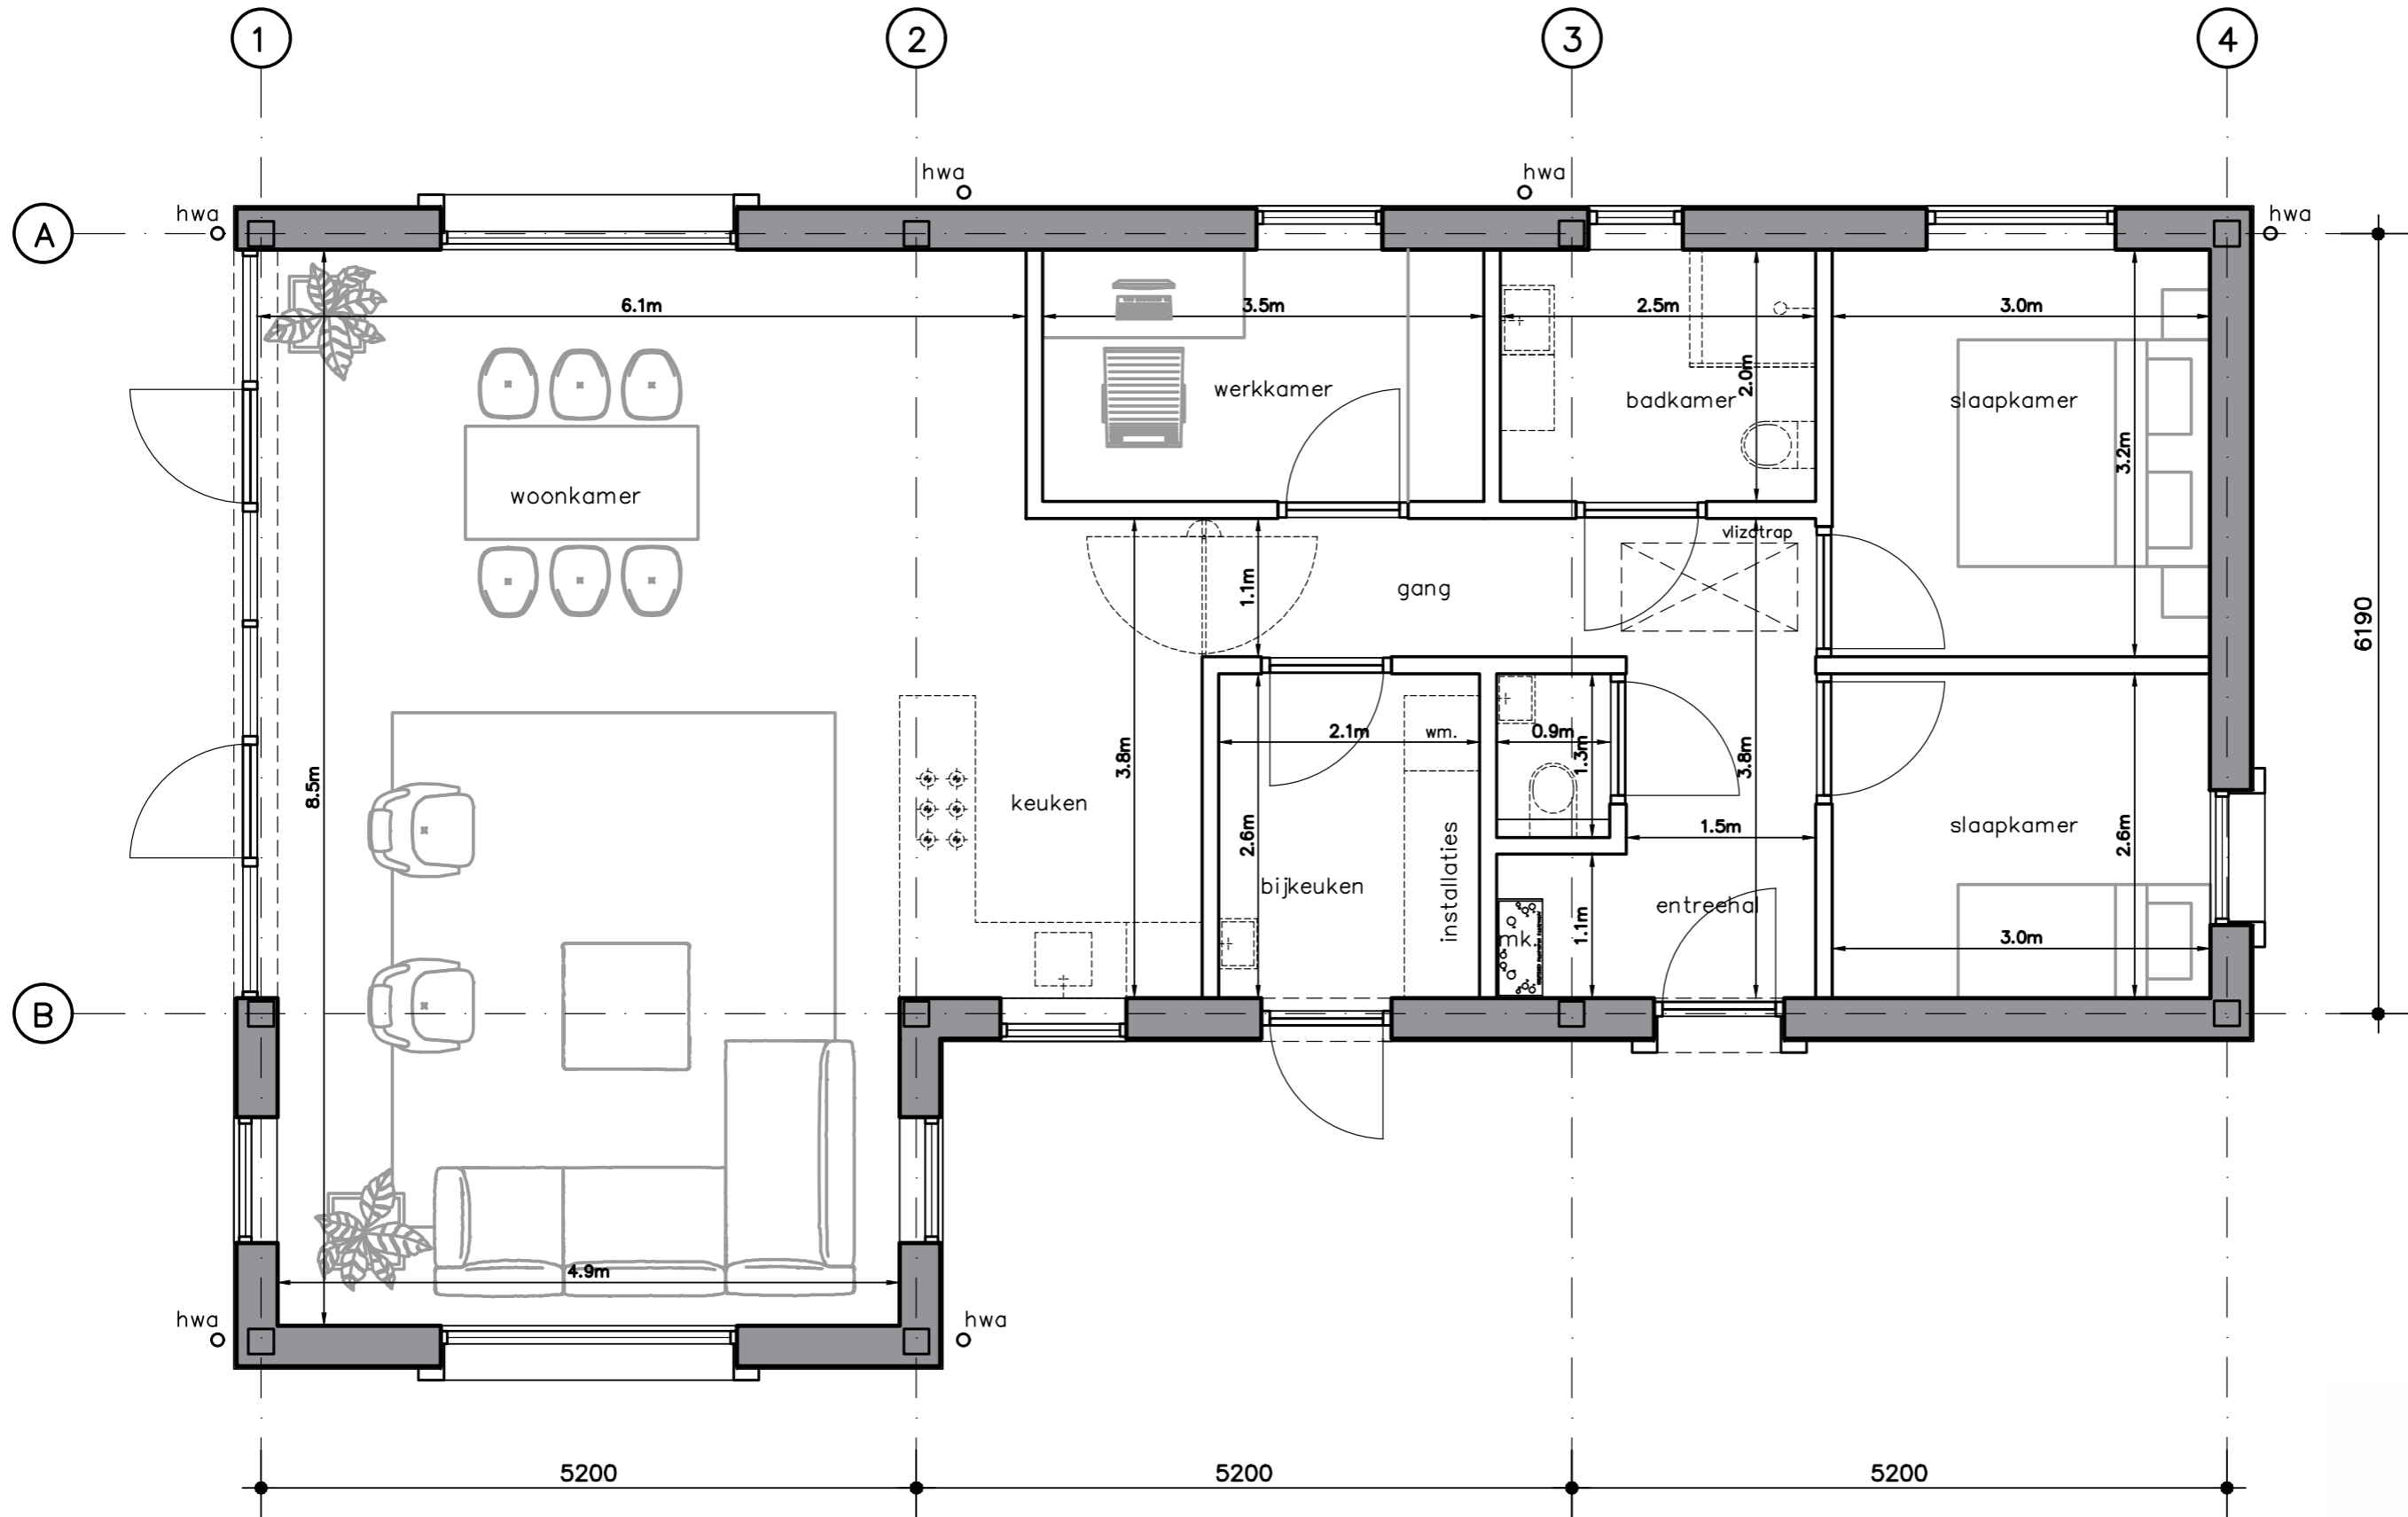 1
2
3
4
hwa
hwa
hwa
hwa
A
6.1m
3.5m
2.5m
3.0m
werkkamer
2.0m
badkamer
slaapkamer
3.2m
woonkamer
vlizotrap
1.1m
gang
6190
2.1m
wm.
0.9m
1.3m
3.8m
3.8m
8.5m
keuken
1.5m
slaapkamer
2.6m
2.6m
bijkeuken
installaties
entreehal
1.1m
mk.
3.0m
B
4.9m
hwa
hwa
5200
5200
5200